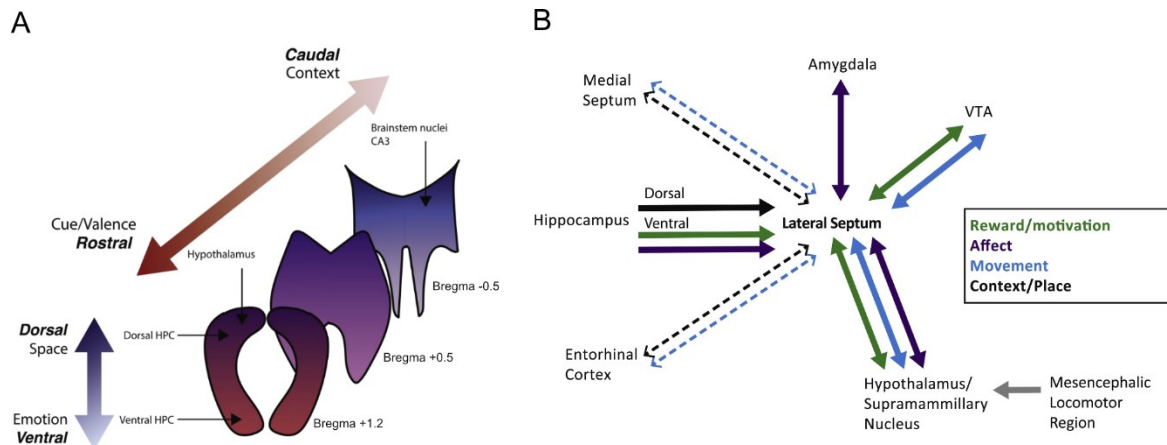 A
Caudal
Context
Brainstem nuclei
CA3
Cue/Valence
Rostral
Hypothalamus
Bregma -0.5
Dorsal
Space
Dorsal HPC
Bregma +0.5
Emotion
Ventral
Ventral HPC
Bregma +1.2
B
Amygdala
Medial
Septum
VTA
Dorsal
Hippocampus
Ventral
Lateral Septum
Reward/motivation
Affect
Movement
Context/Place
Entorhinal
Cortex
Hypothalamus/
Supramammillary
Nucleus
Mesencephalic
Locomotor
Region